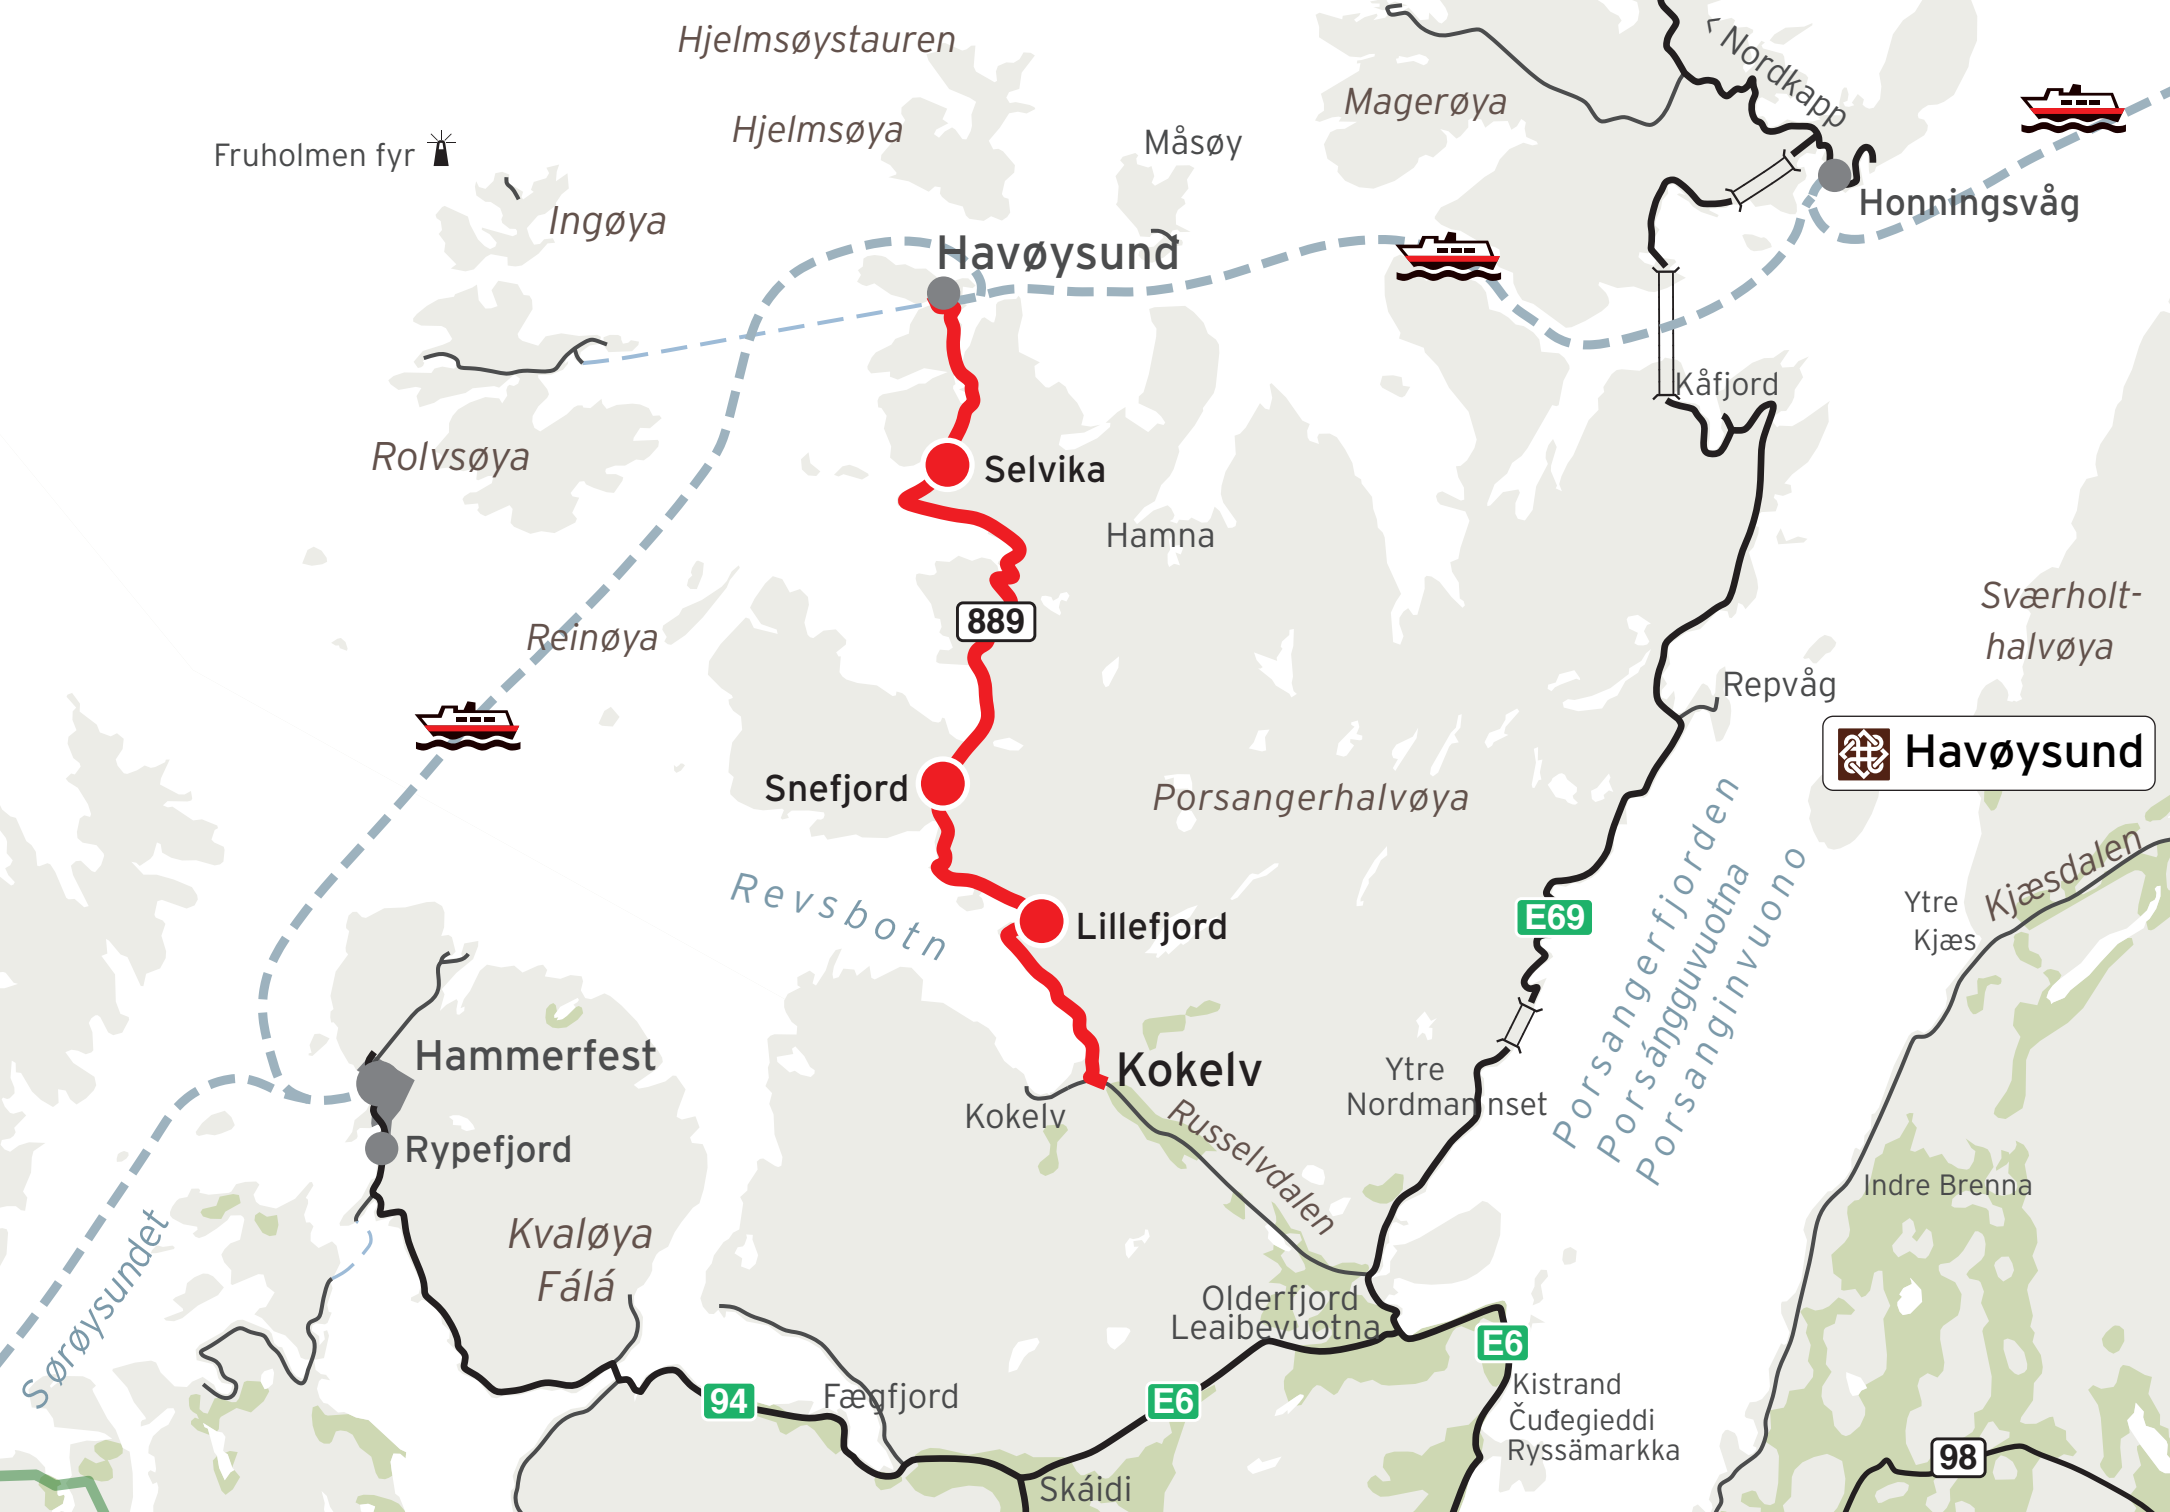 Hjelmsøystauren
< Nordkapp
Magerøya
Hjelmsøya
Måsøy
Fruholmen fyr
Honningsvåg
Ingøya
Havøysund
Kåfjord
Rolvsøya
Selvika
Hamna
Sværholt-
halvøya
889
Reinøya
Repvåg
Havøysund
Snefjord
Porsangerhalvøya
Porsangerfjorden
Porsáŋgguvuotna
Porsanginvuono
Kjæsdalen
Ytre
Kjæs
Revsbotn
Lillefjord
E69
Hammerfest
Kokelv
Ytre
Nordmannset
Kokelv
Russelvdalen
Rypefjord
Indre Brenna
Sørøysundet
Kvaløya
Fálá
Olderfjord
Leaibevuotna
E6
Kistrand
Čuđegieddi
Ryssämarkka
94
Fægfjord
E6
98
Skáidi